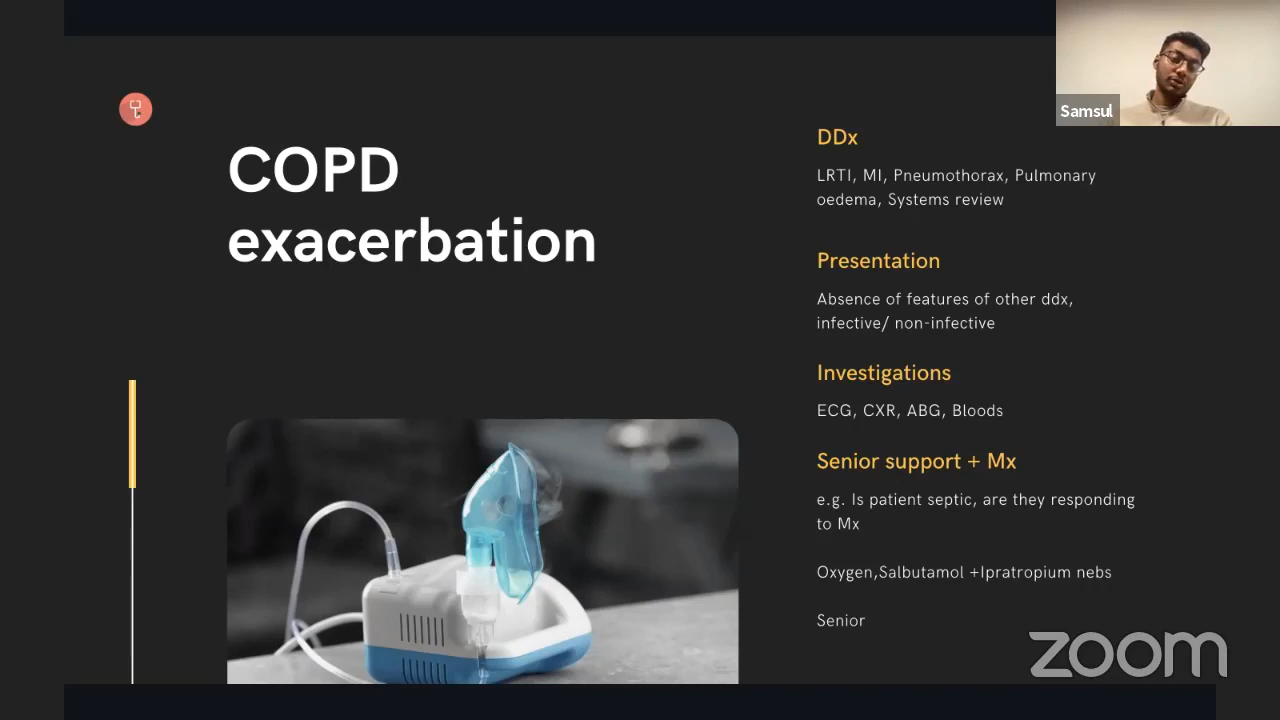 COPD
exacerbation
DDx
LRTI, MI, Pneumothorax, Pulmonary
oedema, Systems review
Presentation
Absence of features of other ddx,
infective/ non-infective
Investigations
ECG, CXR, ABG, Bloods
Senior support + Mx
e.g. Is patient septic, are they responding
to Mx
Oxygen,Salbutamol +Ipratropium nebs
Senior
Samsul
zoom